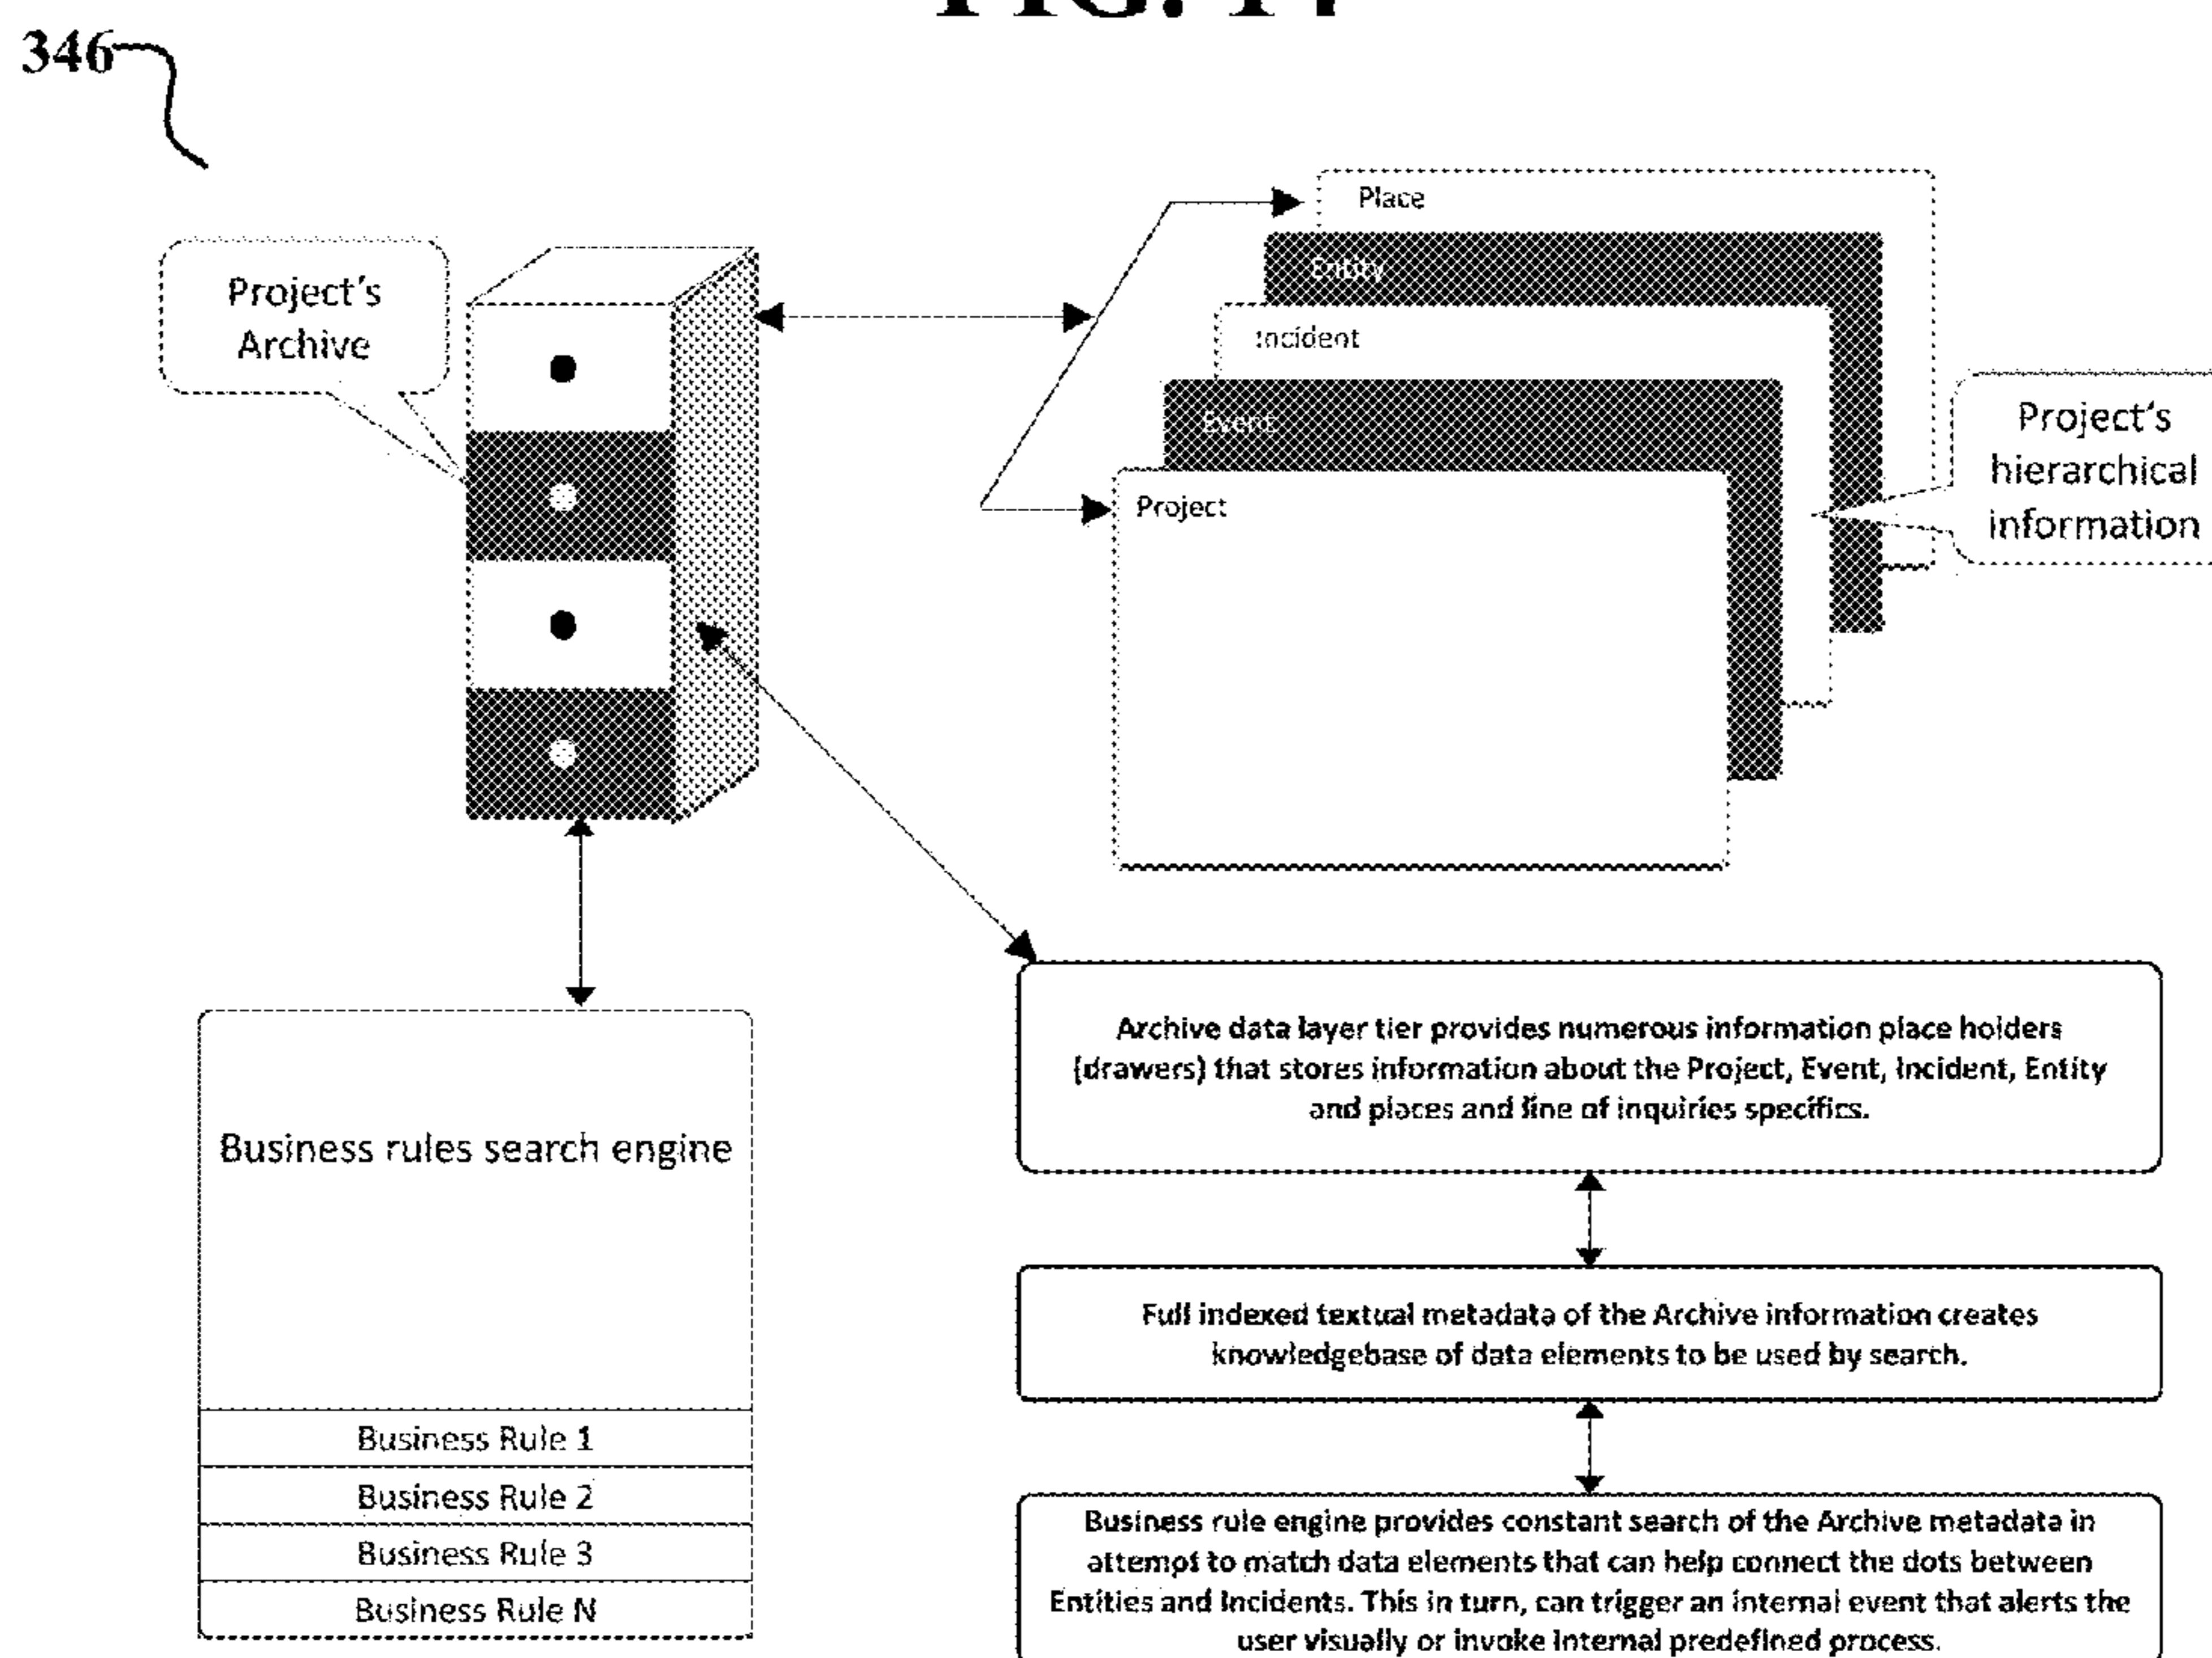 346
Project's
Archive
Place
Entity
Incident
Event
Project
Project's
hierarchical
information
Business rules search engine
Business Rule 1
Business Rule 2
Business Rule 3
Business Rule N
Archive data layer tier provides numerous information place holders
(drawers) that stores information about the Project, Event, Incident, Entity
and places and line of inquiries specifics.
Full indexed textual metadata of the Archive information creates
knowledgebase of data elements to be used by search.
Business rule engine provides constant search of the Archive metadata in
attempt to match data elements that can help connect the dots between
Entities and Incidents. This in turn, can trigger an internal event that alerts the
user visually or invoke internal predefined process.